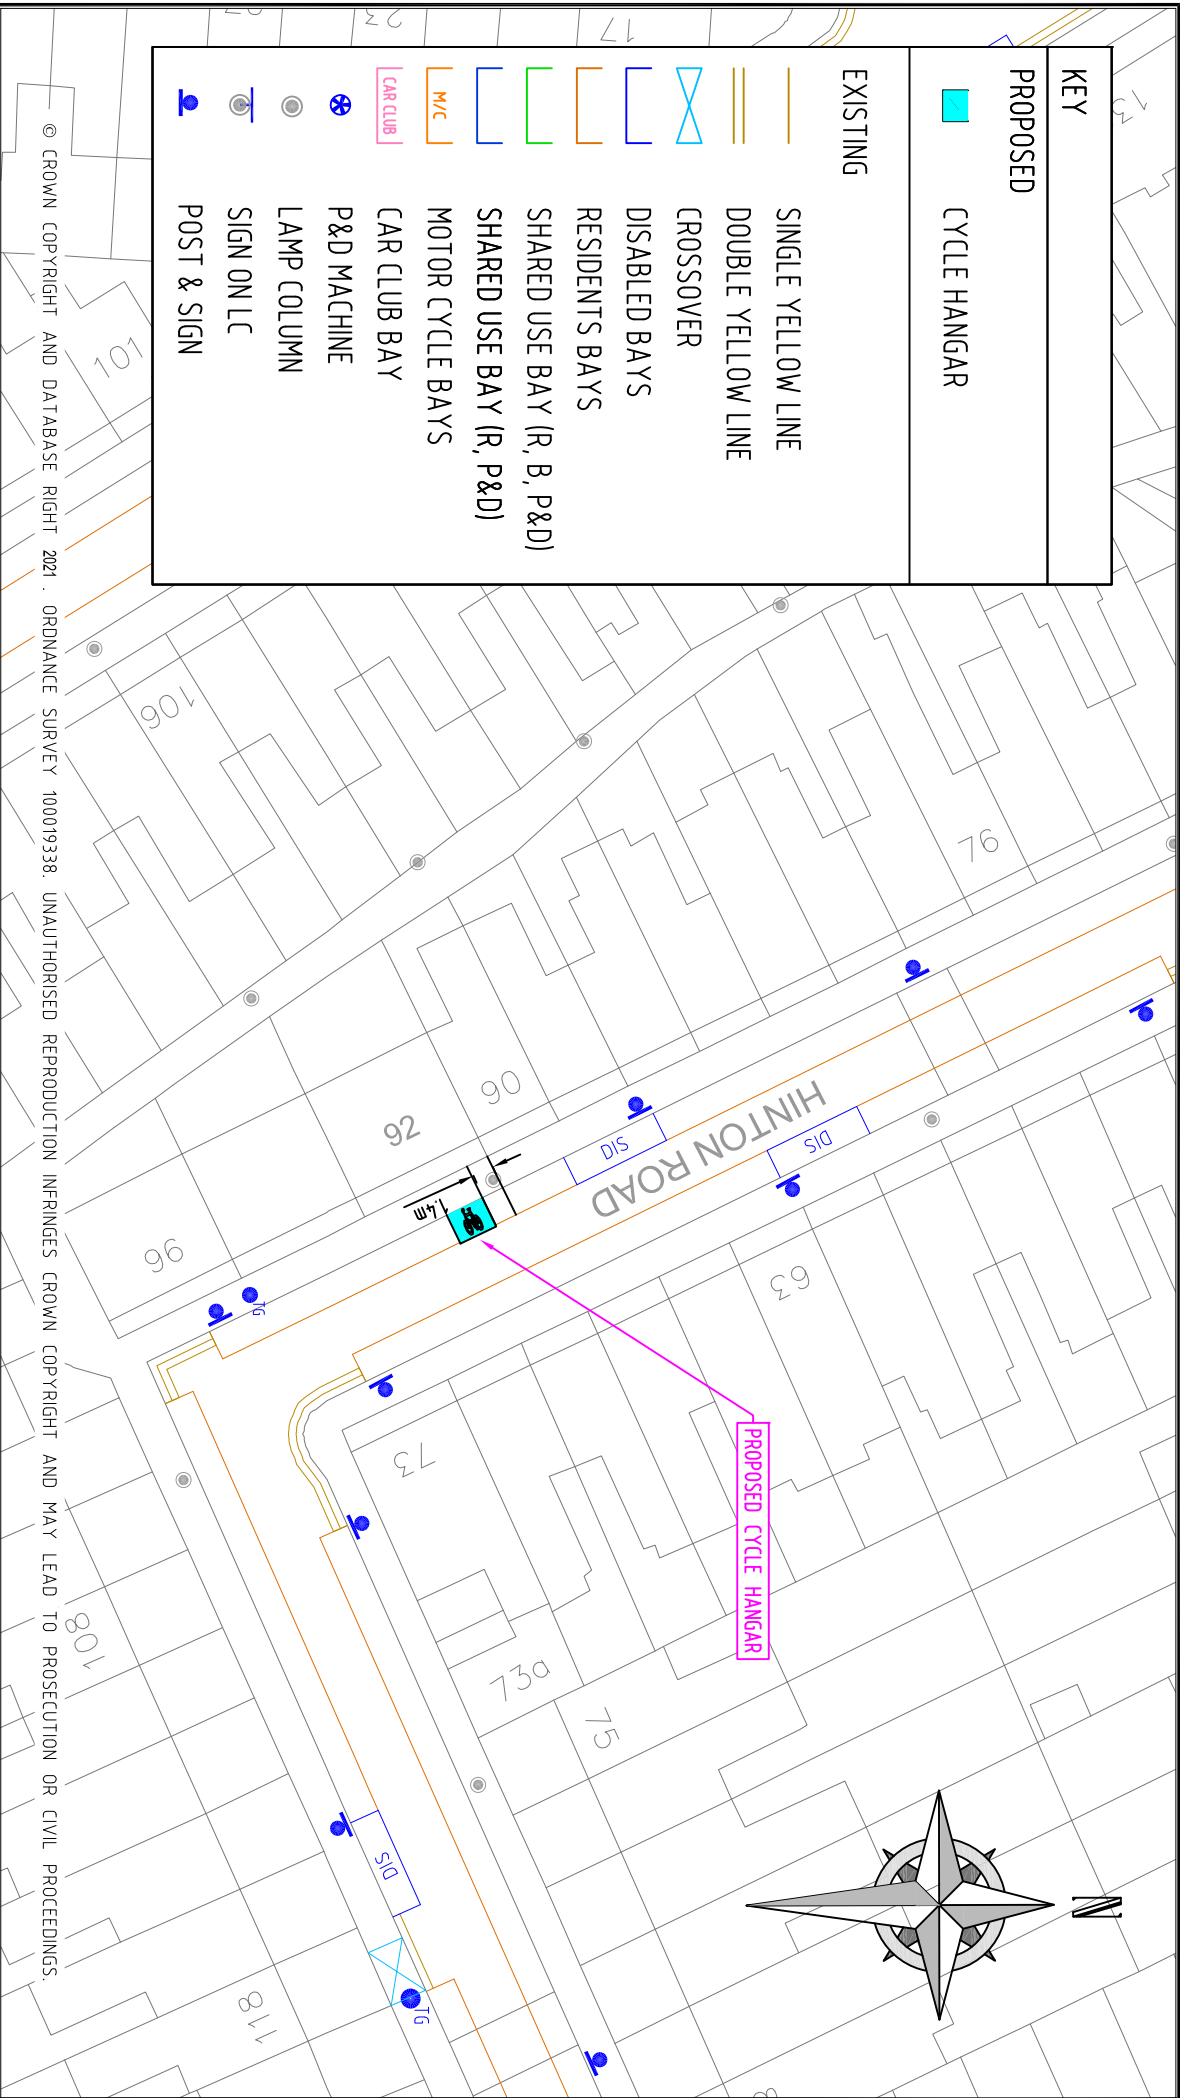 KEY
PROPOSED
CYCLE HANGAR
EXISTING
SINGLE YELLOW LINE
DOUBLE YELLOW LINE
CROSSOVER
DISABLED BAYS
RESIDENTS BAYS
SHARED USE BAY (R, B, P&D)
SHARED USE BAY (R, P&D)
M/C
MOTOR CYCLE BAYS
CAR CLUB
CAR CLUB BAY
P&D MACHINE
LAMP COLUMN
SIGN ON LC
POST & SIGN
N
13
17
23
27
101
106
76
90
92
96
HINTON ROAD
DIS
DIS
1.4m
TG
63
PROPOSED CYCLE HANGAR
73
73a
75
108
DIS
TG
118
© CROWN COPYRIGHT AND DATABASE RIGHT 2021 . ORDNANCE SURVEY 100019338. UNAUTHORISED REPRODUCTION INFRINGES CROWN COPYRIGHT AND MAY LEAD TO PROSECUTION OR CIVIL PROCEEDINGS.